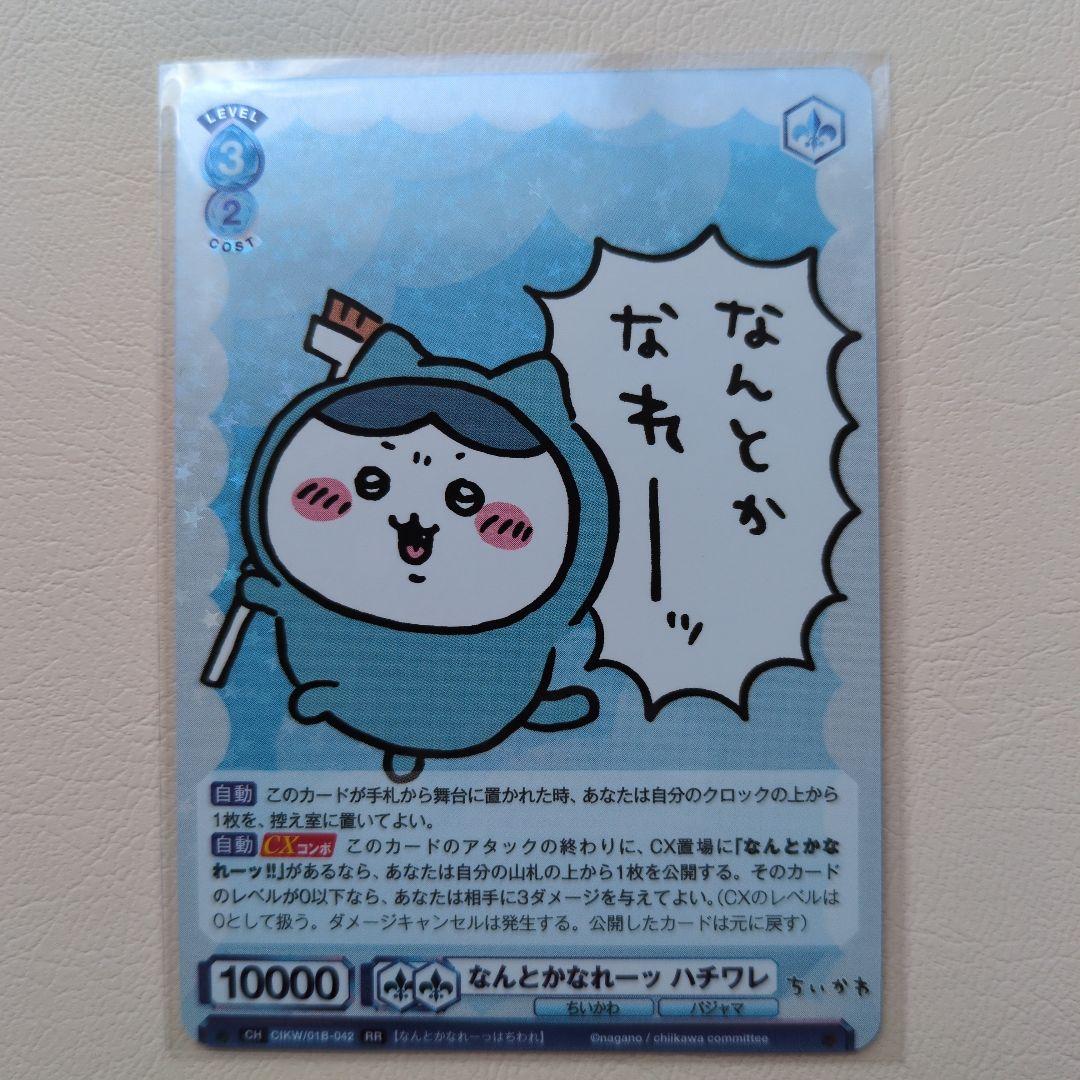 LEVEL
3
2
COST
なんとか
なれーッ
自動 このカードが手札から舞台に置かれた時、あなたは自分のクロックの上から
1枚を、控え室に置いてよい。
自動 CXコンボ このカードのアタックの終わりに、CX置場に「なんとかな
れーッ!!」があるなら、あなたは自分の山札の上から1枚を公開する。そのカード
のレベルが0以下なら、あなたは相手に3ダメージを与えてよい。(CXのレベルは
0として扱う。ダメージキャンセルは発生する。公開したカードは元に戻す)
10000 なんとかなれーッ ハチワレ ちいかわ
ちいかわ パジャマ
CH CIKW/01B-042 RR 【なんとかなれーっはちわれ】 ©nagano / chiikawa committee